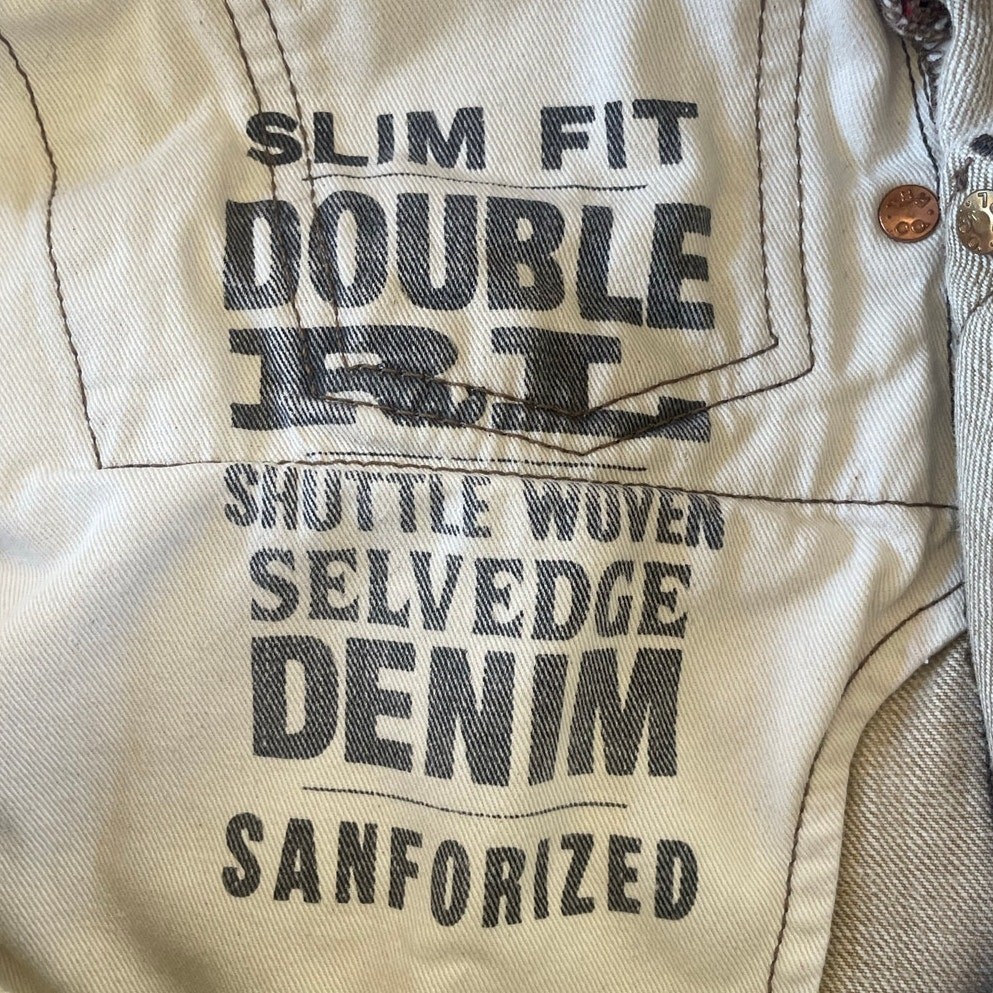 SLIM FIT
DOUBLE
RL
SHUTTLE WOVEN
SELVEDGE
DENIM
SANFORIZED